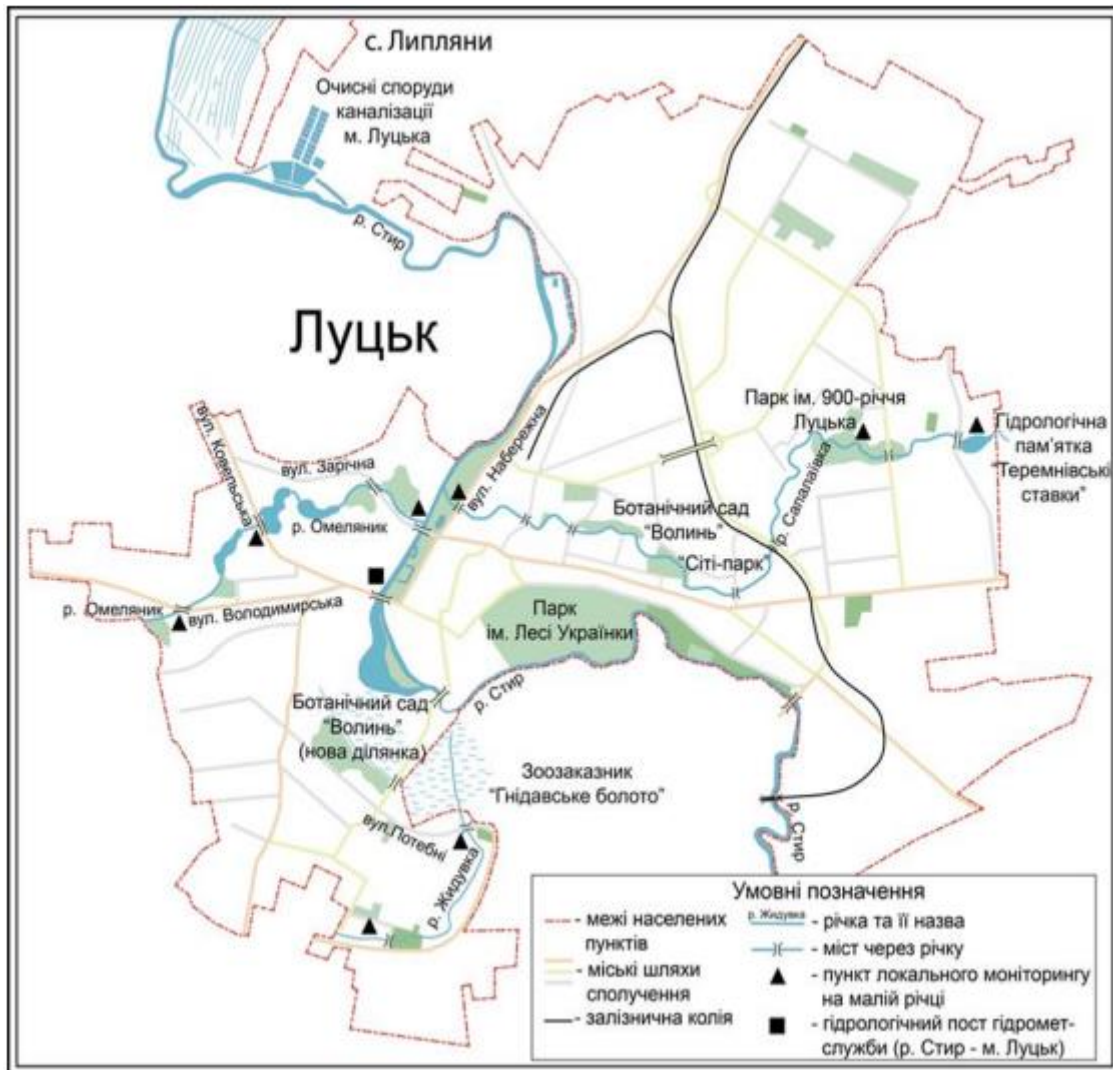 с. Липляни
Очисні споруди
каналізації
м. Луцька
р. Стир
Луцьк
вул. Ковельська
вул. Зарічна
р. Омеляник
вул. Набережна
Парк ім. 900-річчя
Луцька
Гідрологічна
пам'ятка
"Теремнівські
ставки"
р. Сапалаївка
Ботанічний сад
"Волинь"
"Сіті-парк"
р. Омеляник
вул. Володимирська
Парк
ім. Лесі Українки
р. Стир
Ботанічний сад
"Волинь"
(нова ділянка)
Зоозаказник
"Гнідавське болото"
вул.Потебні
р. Жидувка
р. Стир
Умовні позначення
- межі населених
пунктів
- міські шляхи
сполучення
- залізнична колія
р. Жидувка - річка та її назва
- міст через річку
- пункт локального моніторингу
на малій річці
- гідрологічний пост гідромет-
служби (р. Стир - м. Луцьк)